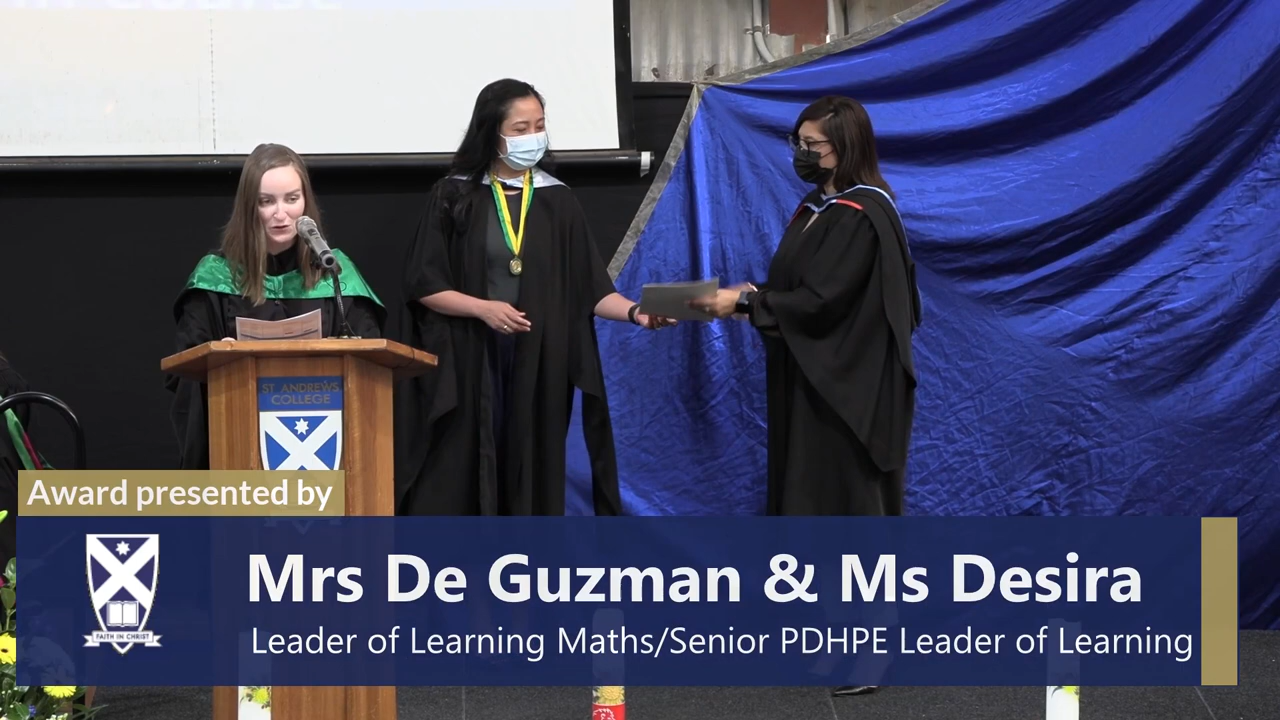 ST ANDREWS
COLLEGE
Award presented by
Mrs De Guzman & Ms Desira
Leader of Learning Maths/Senior PDHPE Leader of Learning
FAITH IN CHRIST